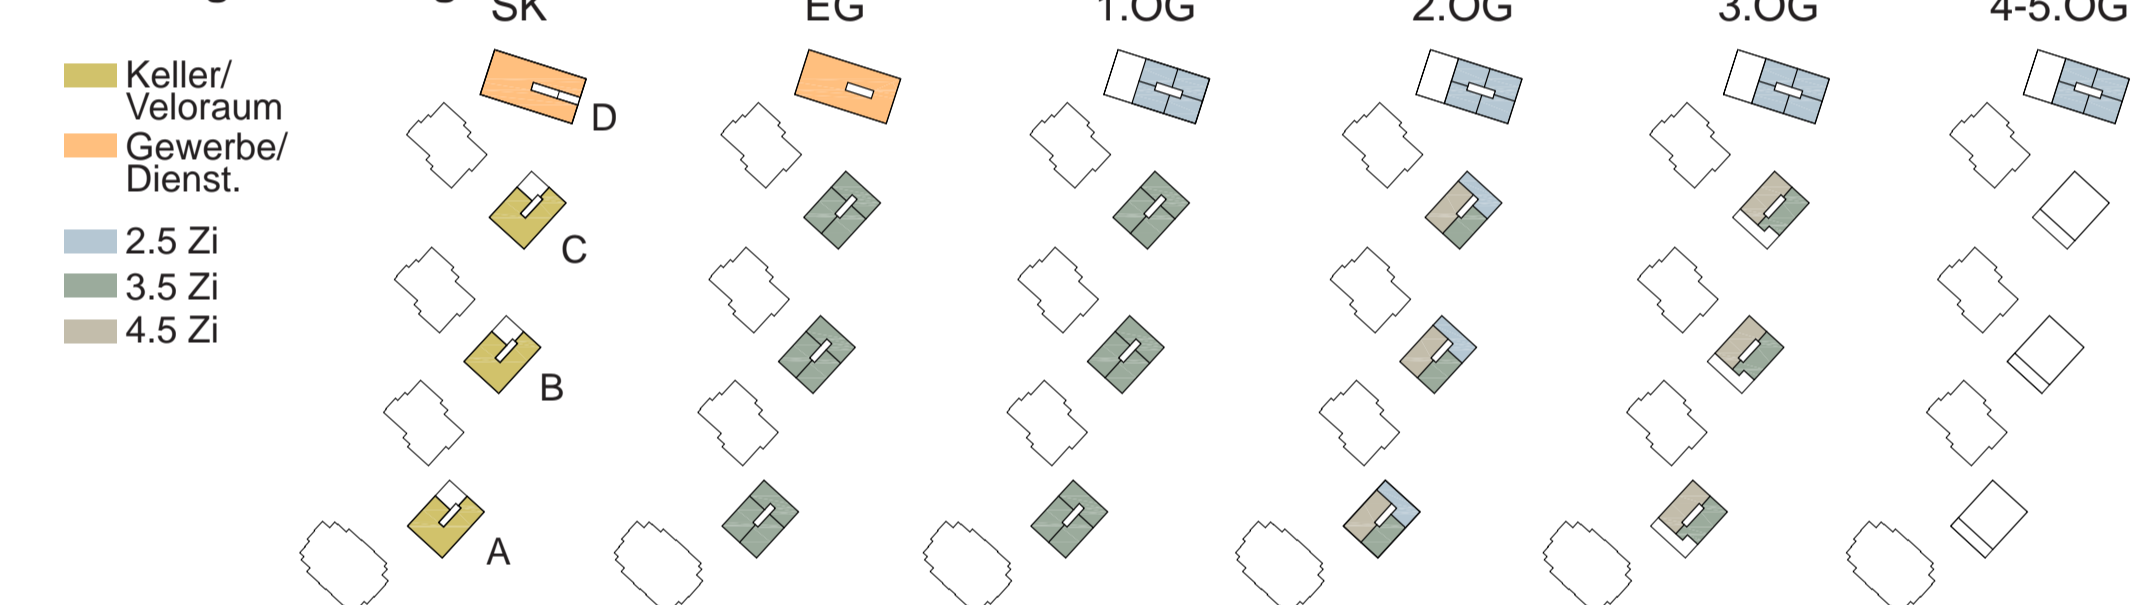 SK EG 1.OG 2.OG 3.OG 4-5.OG
Keller/
Veloraum
Gewerbe/
Dienst.
2.5 Zi
3.5 Zi
4.5 Zi
D
C
B
A